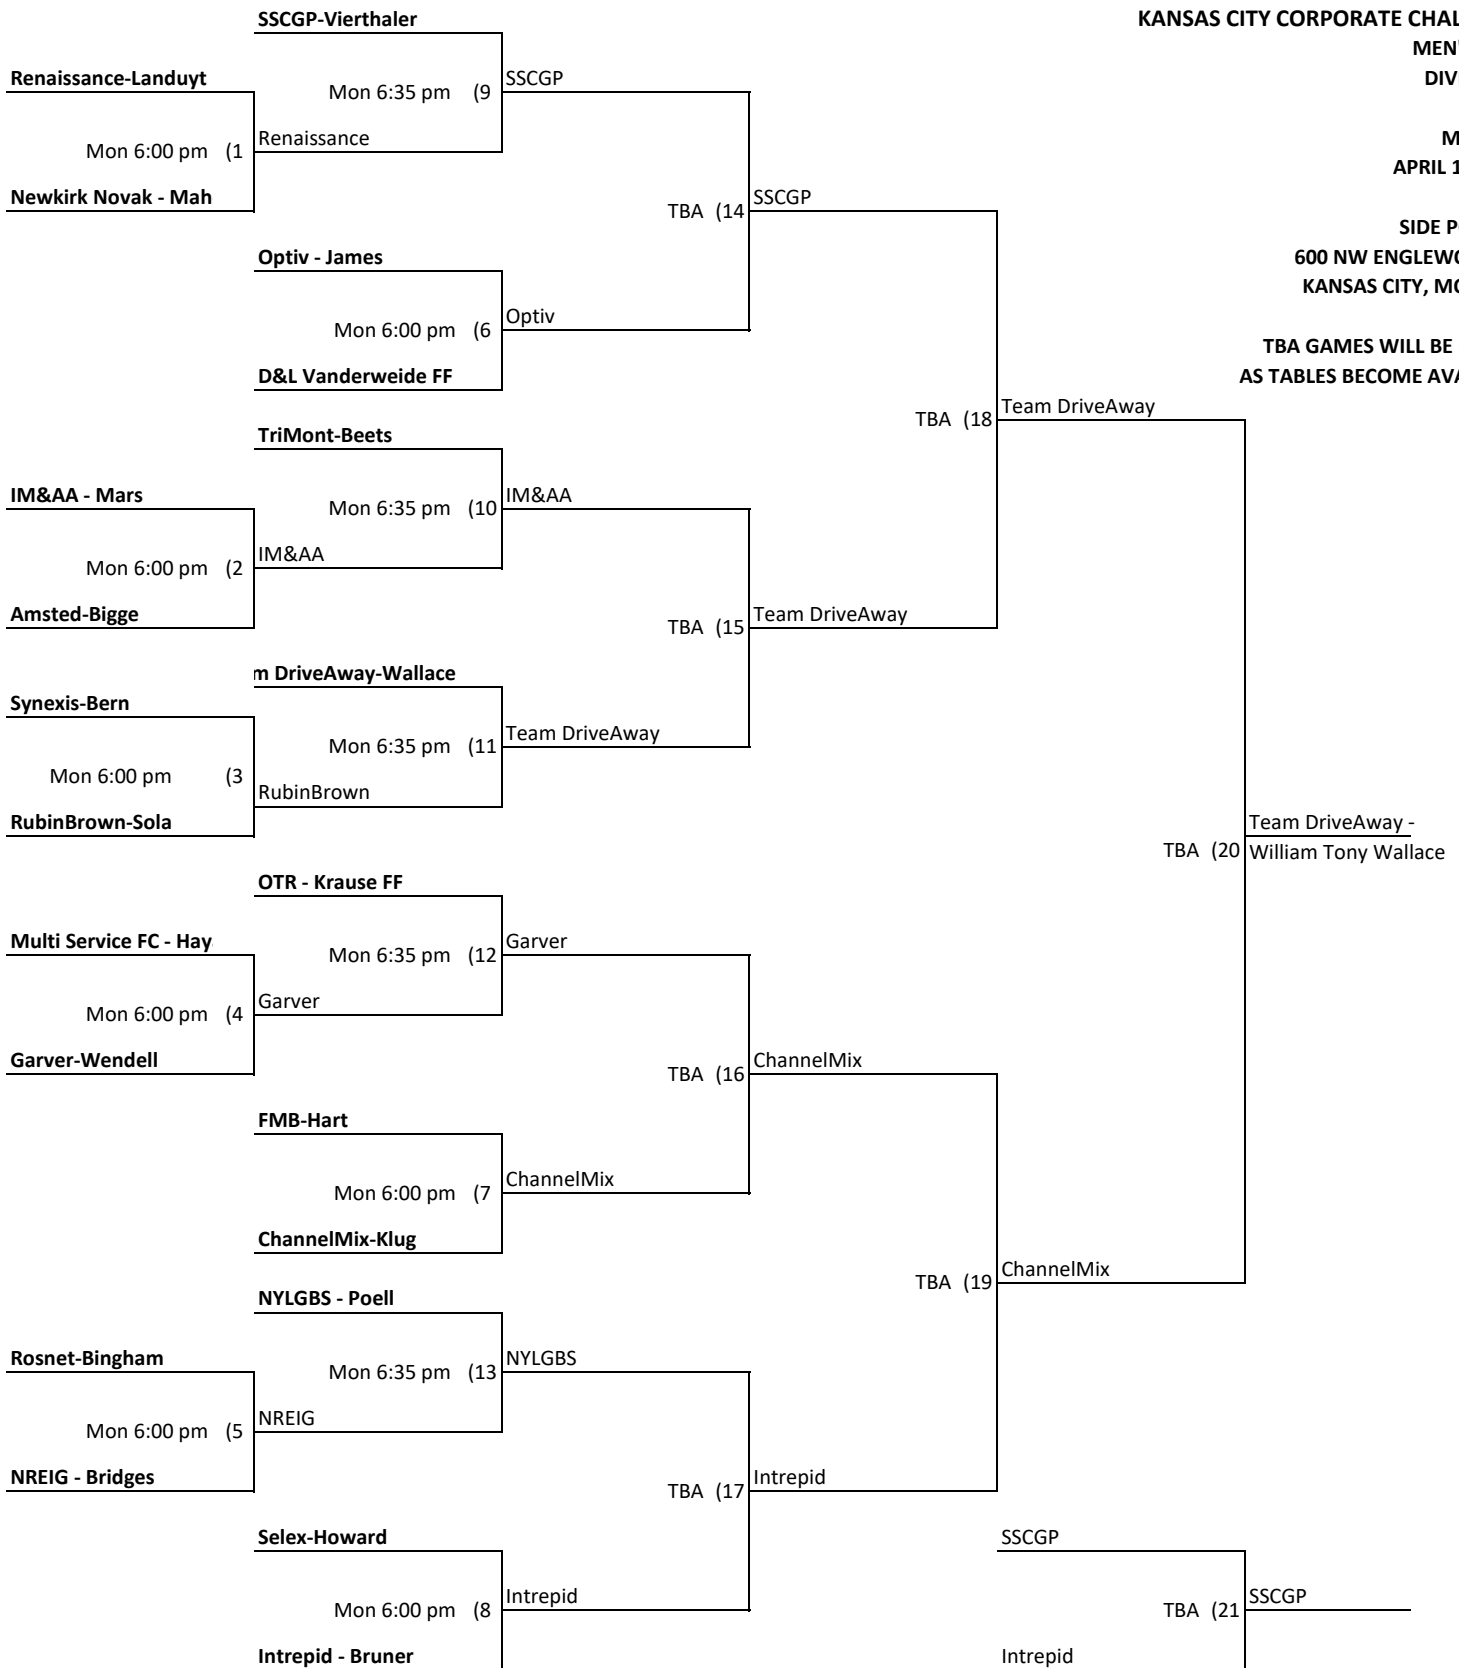 SSCGP-Vierthaler
KANSAS CITY CORPORATE CHAL
MEN'
DIV
Renaissance-Landuyt
Mon 6:35 pm (9
SSCGP
Mon 6:00 pm (1
Renaissance
M
APRIL 1
Newkirk Novak - Mah
TBA (14
SSCGP
SIDE P
600 NW ENGLEW
KANSAS CITY, M
Optiv - James
Mon 6:00 pm (6
Optiv
TBA GAMES WILL BE
AS TABLES BECOME AVA
D&L Vanderweide FF
TBA (18
Team DriveAway
TriMont-Beets
IM&AA - Mars
Mon 6:35 pm (10
IM&AA
Mon 6:00 pm (2
IM&AA
Amsted-Bigge
TBA (15
Team DriveAway
m DriveAway-Wallace
Synexis-Bern
Mon 6:35 pm (11
Team DriveAway
Mon 6:00 pm (3
RubinBrown
RubinBrown-Sola
Team DriveAway -
TBA (20
William Tony Wallace
OTR - Krause FF
Multi Service FC - Hay
Mon 6:35 pm (12
Garver
Mon 6:00 pm (4
Garver
Garver-Wendell
TBA (16
ChannelMix
FMB-Hart
Mon 6:00 pm (7
ChannelMix
ChannelMix-Klug
TBA (19
ChannelMix
NYLGBS - Poell
Rosnet-Bingham
Mon 6:35 pm (13
NYLGBS
Mon 6:00 pm (5
NREIG
NREIG - Bridges
TBA (17
Intrepid
Selex-Howard
SSCGP
Mon 6:00 pm (8
Intrepid
TBA (21
SSCGP
Intrepid - Bruner
Intrepid